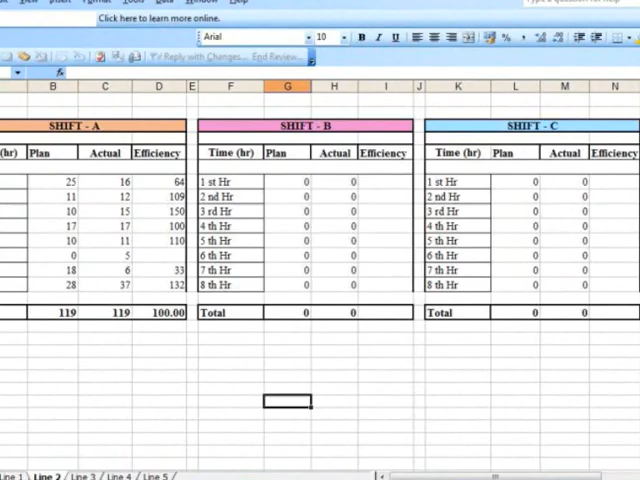 Click here to learn more online.
Arial 10 B I U
Reply with Changes... End Review...
fx
B C D E F G H I J K L M N
SHIFT - A SHIFT - B SHIFT - C
(hr) Plan Actual Efficiency Time (hr) Plan Actual Efficiency Time (hr) Plan Actual Efficiency
25 16 64 1 st Hr 0 0 1 st Hr 0 0
11 12 109 2 nd Hr 0 0 2 nd Hr 0 0
10 15 150 3 rd Hr 0 0 3 rd Hr 0 0
17 17 100 4 th Hr 0 0 4 th Hr 0 0
10 11 110 5 th Hr 0 0 5 th Hr 0 0
0 5 6 th Hr 0 0 6 th Hr 0 0
18 6 33 7 th Hr 0 0 7 th Hr 0 0
28 37 132 8 th Hr 0 0 8 th Hr 0 0
119 119 100.00 Total 0 0 Total 0 0
Line 1 Line 2 Line 3 Line 4 Line 5